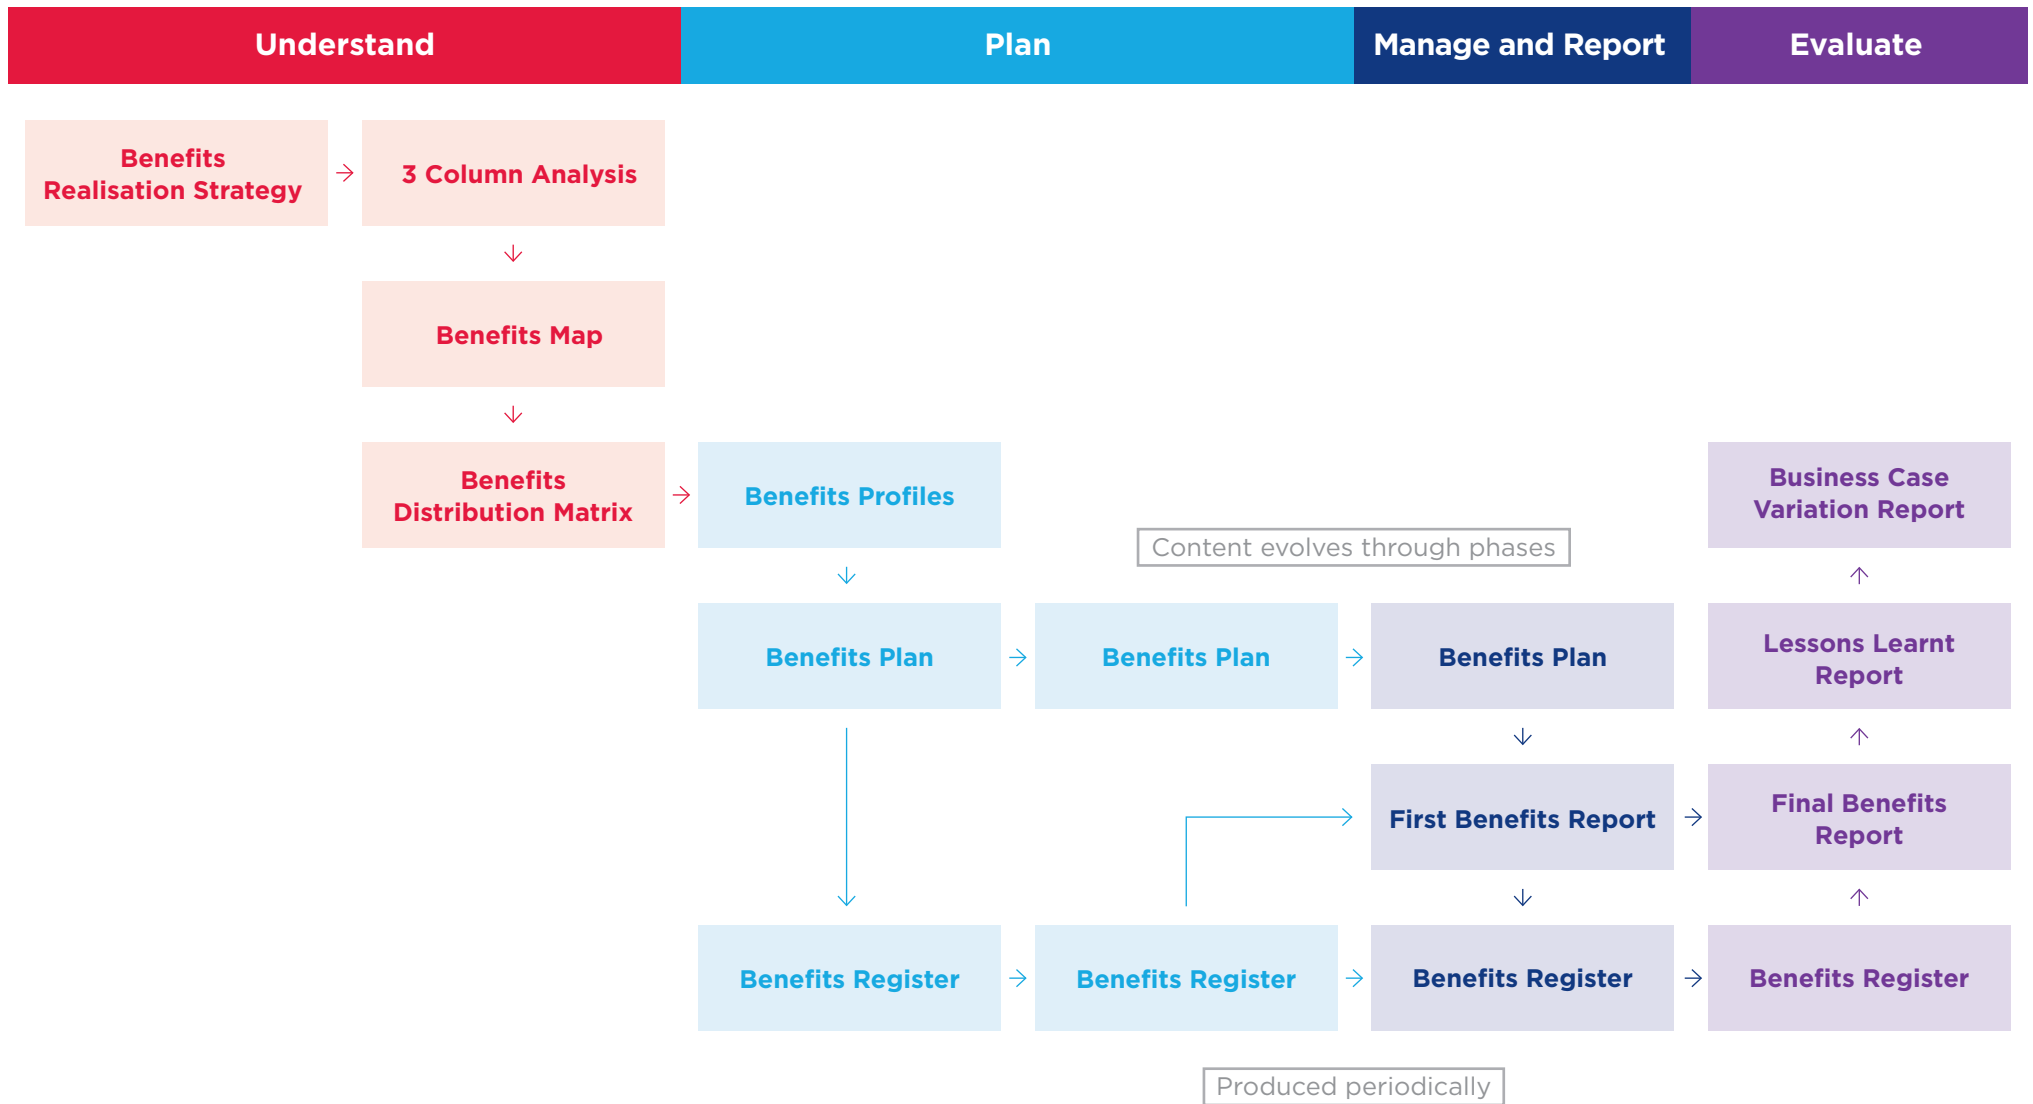 Understand
Plan
Manage and Report
Evaluate
Benefits
Realisation Strategy
3 Column Analysis
Benefits Map
Benefits
Distribution Matrix
Benefits Profiles
Business Case
Variation Report
Content evolves through phases
Benefits Plan
Benefits Plan
Benefits Plan
Lessons Learnt
Report
First Benefits Report
Final Benefits
Report
Benefits Register
Benefits Register
Benefits Register
Benefits Register
Produced periodically